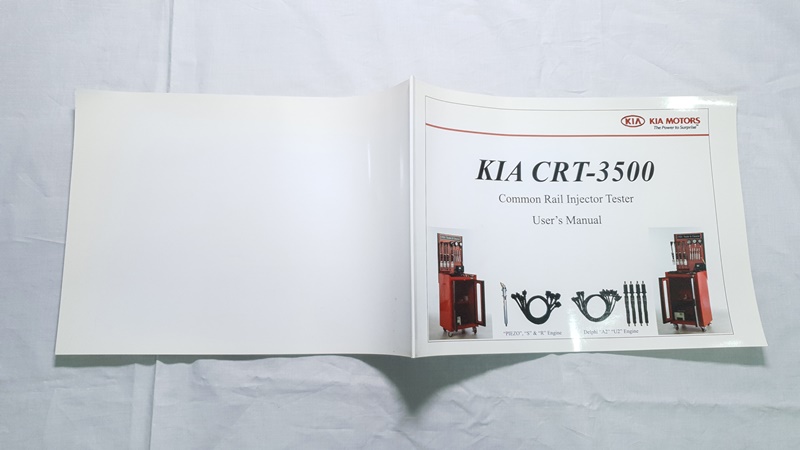 KIA KIA MOTORS
The Power to Surprise
KIA CRT-3500
Common Rail Injector Tester
User's Manual
"PIEZO", "S" & "R" Engine
Delphi "A2" "U2" Engine